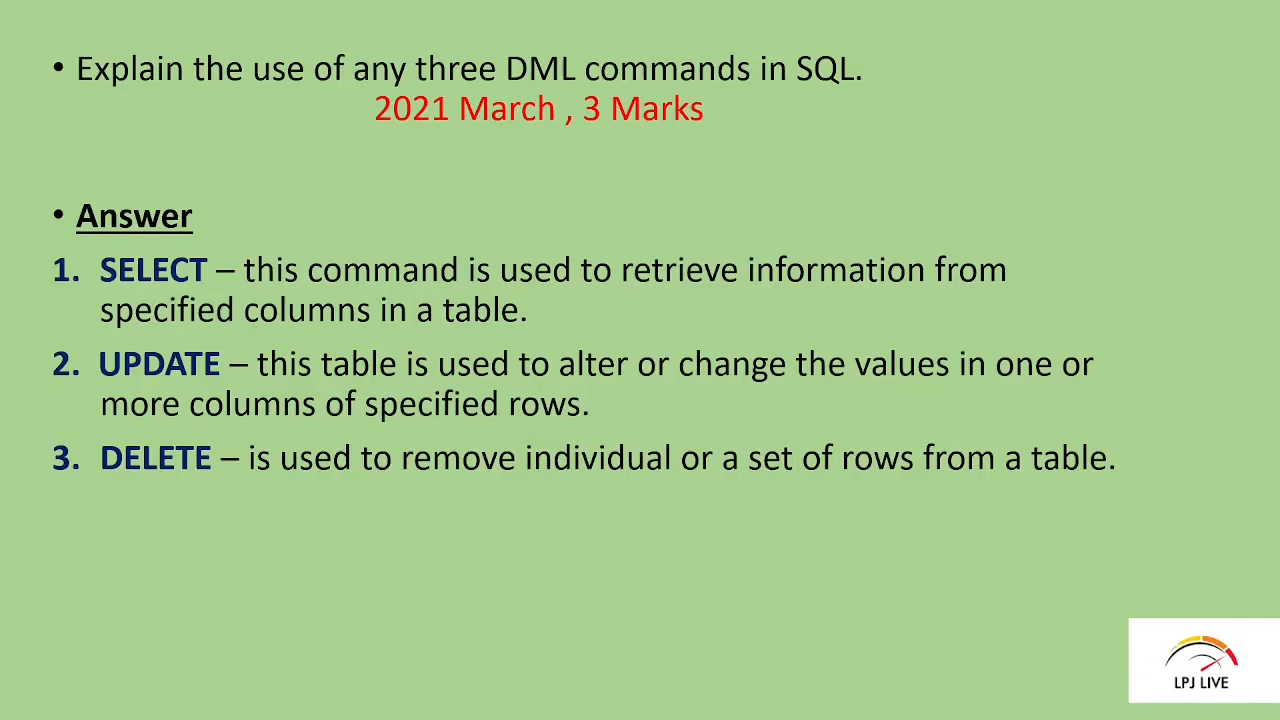 • Explain the use of any three DML commands in SQL.
2021 March , 3 Marks
• Answer
1. SELECT – this command is used to retrieve information from
specified columns in a table.
2. UPDATE – this table is used to alter or change the values in one or
more columns of specified rows.
3. DELETE – is used to remove individual or a set of rows from a table.
LPJ LIVE